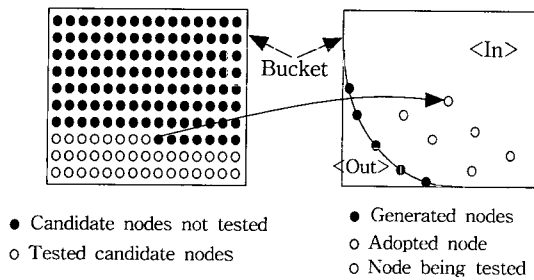 Bucket
<In>
<Out>
● Candidate nodes not tested
○ Tested candidate nodes
● Generated nodes
○ Adopted node
○ Node being tested